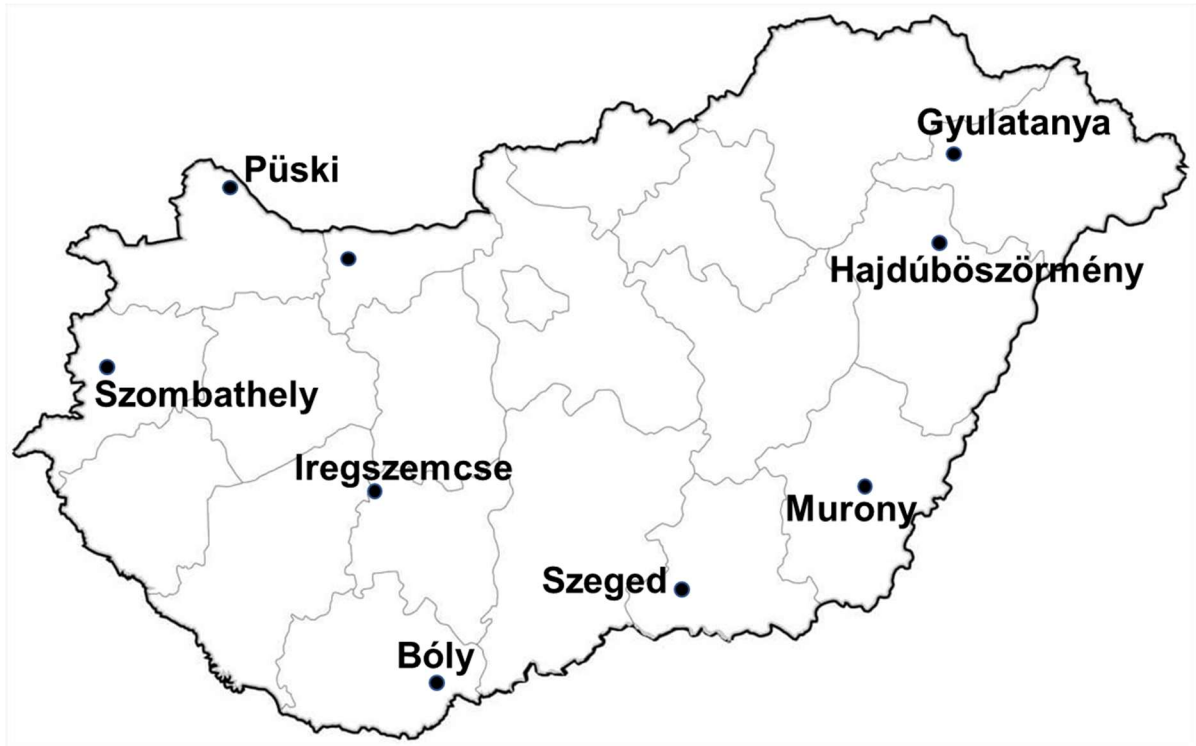 Gyulatanya
Püski
Hajdúböszörmény
Szombathely
Iregszemcse
Murony
Szeged
Bóly